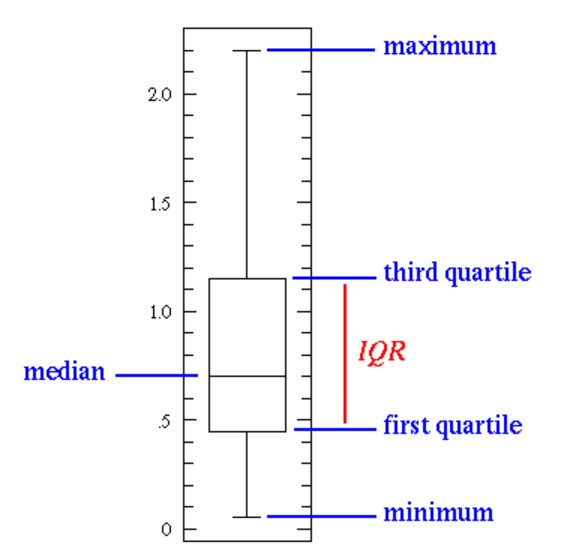 maximum
2.0
1.5
third quartile
1.0
IQR
median
.5
first quartile
minimum
0